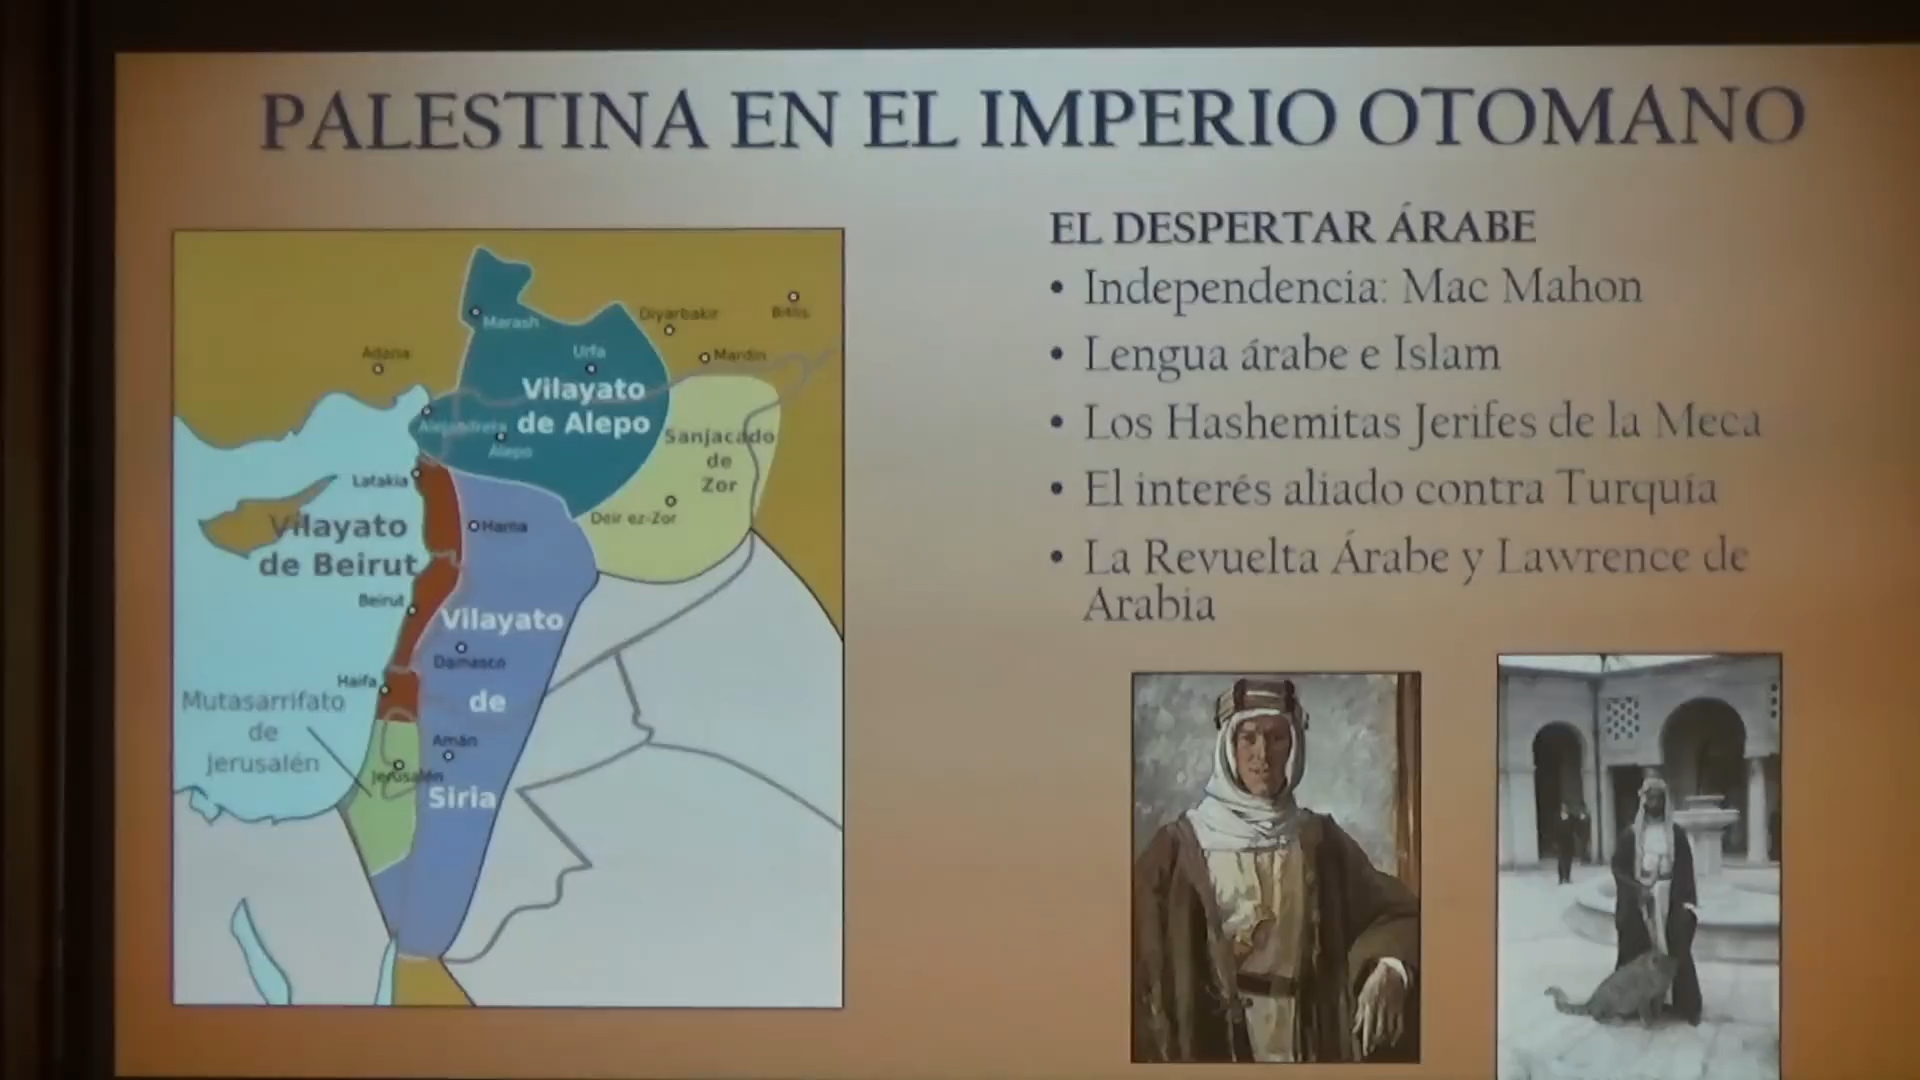 PALESTINA EN EL IMPERIO OTOMANO
EL DESPERTAR ÁRABE
• Independencia: Mac Mahon
• Lengua árabe e Islam
• Los Hashemitas Jerifes de la Meca
• El interés aliado contra Turquía
• La Revuelta Árabe y Lawrence de
Arabia
Marash
Diyarbakir
Bitlis
Adana
Urfa
Mardin
Vilayato
de Alepo
Alejandreta
Alepo
Sanjacado
de
Zor
Deir ez-Zor
Latakia
Hama
Vilayato
de Beirut
Beirut
Vilayato
Damasco
de
Haifa
Mutasarrifato
de
Jerusalén
Amán
Jerusalén
Siria